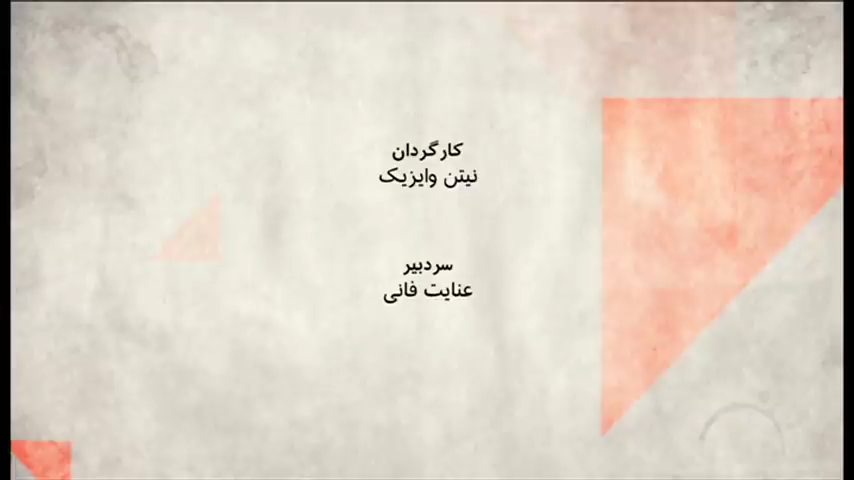 کارگردان
نیتن وایزیک
سردبیر
عنایت فانی